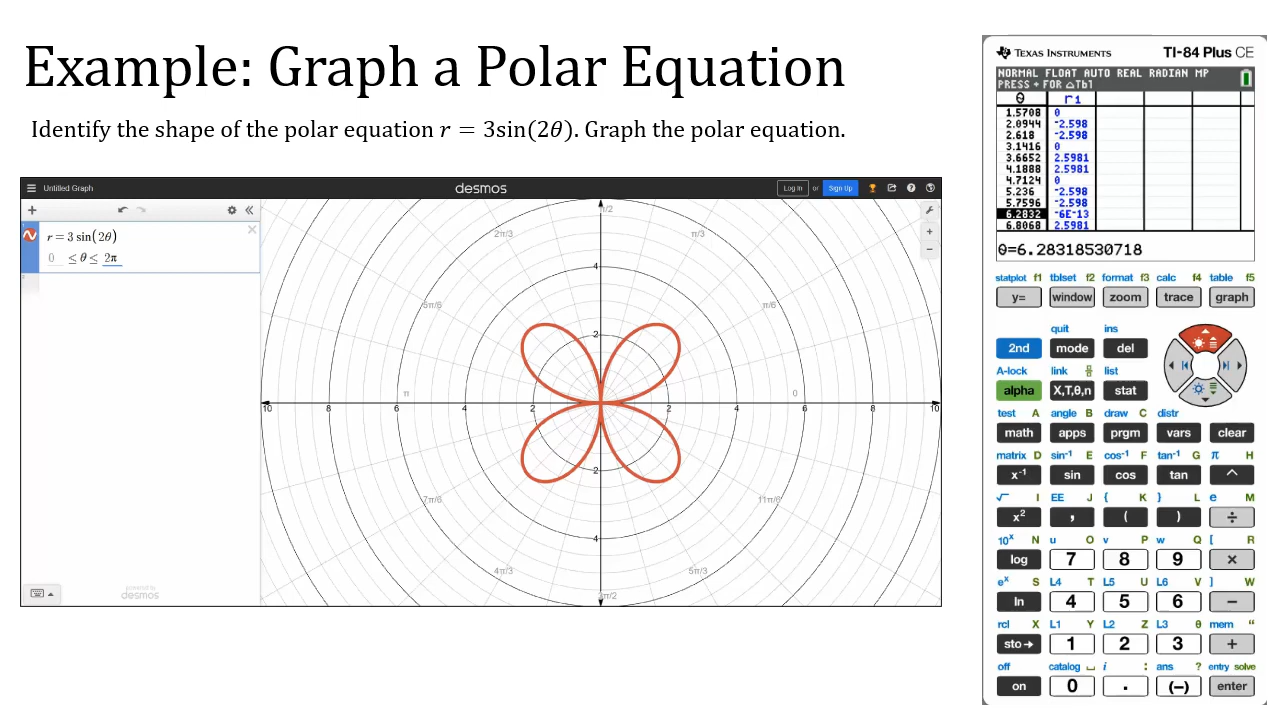 Example: Graph a Polar Equation
Identify the shape of the polar equation r = 3sin(2θ). Graph the polar equation.
Untitled Graph
desmos
Log In or Sign Up
r = 3 sin(2θ)
0 ≤ θ ≤ 2π
powered by
desmos
π/2
2π/3 π/3
5π/6 π/6
π 0
7π/6 11π/6
4π/3 5π/3
3π/2
10 8 6 4 2 2 4 6 8 10
4
2
2
4
TEXAS INSTRUMENTS TI-84 Plus CE
NORMAL FLOAT AUTO REAL RADIAN MP
PRESS + FOR △Tbl
θ r1
1.5708 0
2.0944 -2.598
2.618 -2.598
3.1416 0
3.6652 2.5981
4.1888 2.5981
4.7124 0
5.236 -2.598
5.7596 -2.598
6.2832 -6E-13
6.8068 2.5981
θ=6.28318530718
statplot f1 tblset f2 format f3 calc f4 table f5
y= window zoom trace graph
quit ins
2nd mode del
A-lock link list
alpha X,T,θ,n stat
test A angle B draw C distr
math apps prgm vars clear
matrix D sin⁻¹ E cos⁻¹ F tan⁻¹ G π H
x⁻¹ sin cos tan ^
√ I EE J { K } L e M
x² , ( ) ÷
10ˣ N u O v P w Q [ R
log 7 8 9 ×
eˣ S L4 T L5 U L6 V ] W
ln 4 5 6 −
rcl X L1 Y L2 Z L3 θ mem “
sto→ 1 2 3 +
off catalog ⎵ i : ans ? entry solve
on 0 . (−) enter